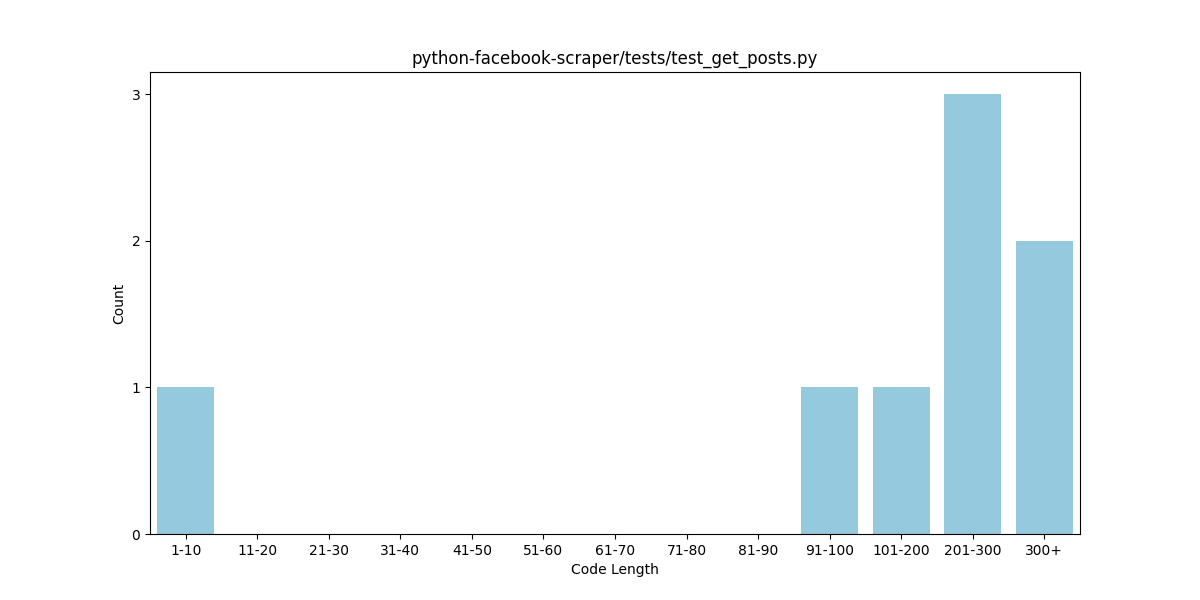 python-facebook-scraper/tests/test_get_posts.py
3
2
1
0
Count
1-10 11-20 21-30 31-40 41-50 51-60 61-70 71-80 81-90 91-100 101-200 201-300 300+
Code Length